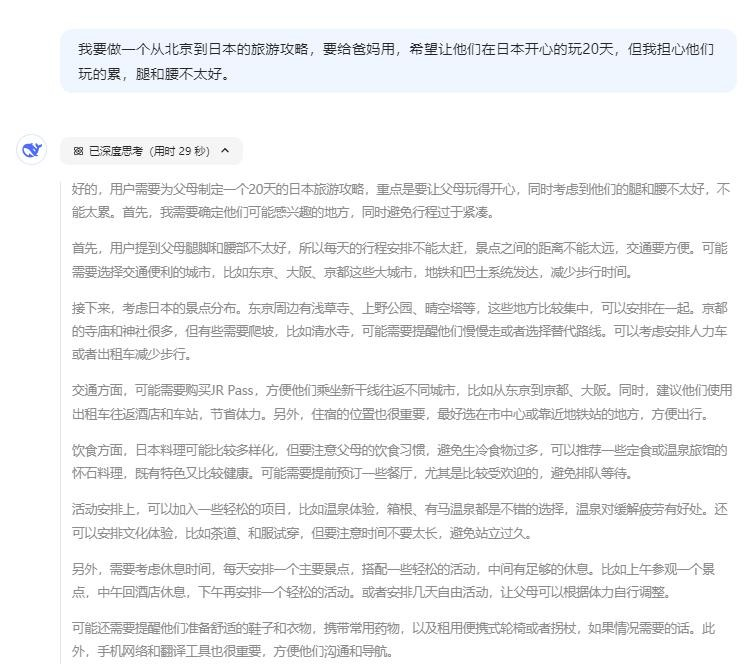 我要做一个从北京到日本的旅游攻略，要给爸妈用，希望让他们在日本开心的玩20天，但我担心他们
玩的累，腿和腰不太好。
已深度思考（用时 29 秒）
好的，用户需要为父母制定一个20天的日本旅游攻略，重点是要让父母玩得开心，同时考虑到他们的腿和腰不太好，不
能太累。首先，我需要确定他们可能感兴趣的地方，同时避免行程过于紧凑。
首先，用户提到父母腿脚和腰部不太好，所以每天的行程安排不能太赶，景点之间的距离不能太远，交通要方便。可能
需要选择交通便利的城市，比如东京、大阪、京都这些大城市，地铁和巴士系统发达，减少步行时间。
接下来，考虑日本的景点分布。东京周边有浅草寺、上野公园、晴空塔等，这些地方比较集中，可以安排在一起。京都
的寺庙和神社很多，但有些需要爬坡，比如清水寺，可能需要提醒他们慢慢走或者选择替代路线。可以考虑安排人力车
或者出租车减少步行。
交通方面，可能需要购买JR Pass，方便他们乘坐新干线往返不同城市，比如从东京到京都、大阪。同时，建议他们使用
出租车往返酒店和车站，节省体力。另外，住宿的位置也很重要，最好选在市中心或靠近地铁站的地方，方便出行。
饮食方面，日本料理可能比较多样化，但要注意父母的饮食习惯，避免生冷食物过多，可以推荐一些定食或温泉旅馆的
怀石料理，既有特色又比较健康。可能需要提前预订一些餐厅，尤其是比较受欢迎的，避免排队等待。
活动安排上，可以加入一些轻松的项目，比如温泉体验，箱根、有马温泉都是不错的选择，温泉对缓解疲劳有好处。还
可以安排文化体验，比如茶道、和服试穿，但要注意时间不要太长，避免站立过久。
另外，需要考虑休息时间，每天安排一个主要景点，搭配一些轻松的活动，中间有足够的休息。比如上午参观一个景
点，中午回酒店休息，下午再安排一个轻松的活动。或者安排几天自由活动，让父母可以根据体力自行调整。
可能还需要提醒他们准备舒适的鞋子和衣物，携带常用药物，以及租用便携式轮椅或者拐杖，如果情况需要的话。此
外，手机网络和翻译工具也很重要，方便他们沟通和导航。